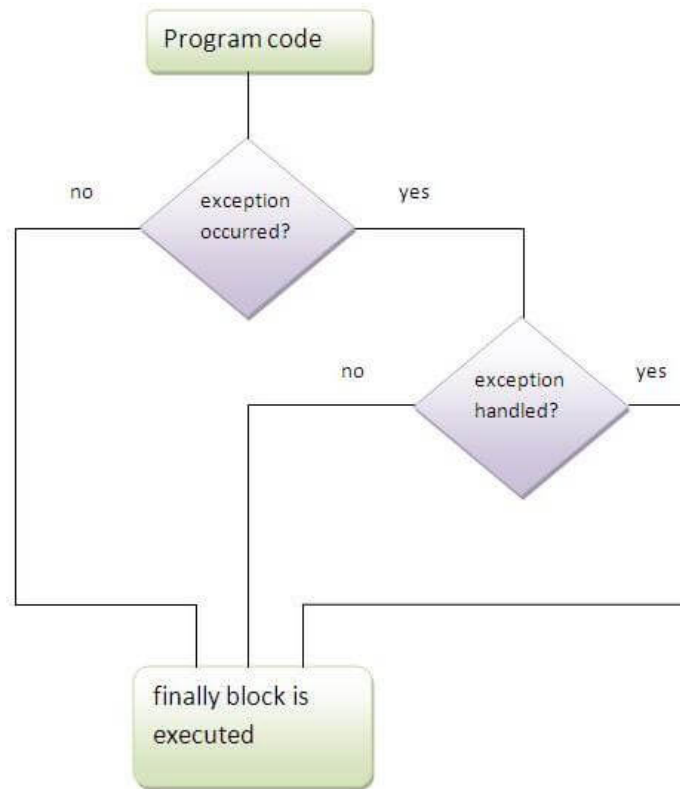 Program code
no
exception
occurred?
yes
no
exception
handled?
yes
finally block is
executed